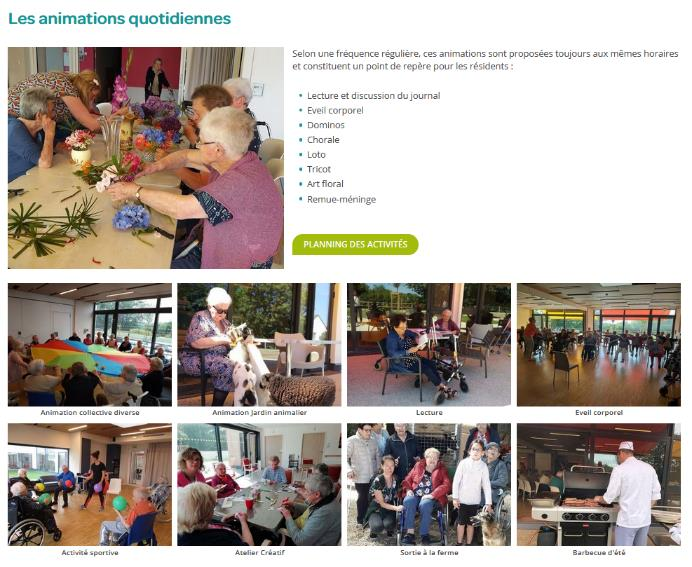 Les animations quotidiennes
Selon une fréquence régulière, ces animations sont proposées toujours aux mêmes horaires
et constituent un point de repère pour les résidents :
Lecture et discussion du journal
Eveil corporel
Dominos
Chorale
Loto
Tricot
Art floral
Remue-méninge
PLANNING DES ACTIVITÉS
Animation collective diverse
Animation Jardin animalier
Lecture
Eveil corporel
Activité sportive
Atelier Créatif
Sortie à la ferme
Barbecue d'été